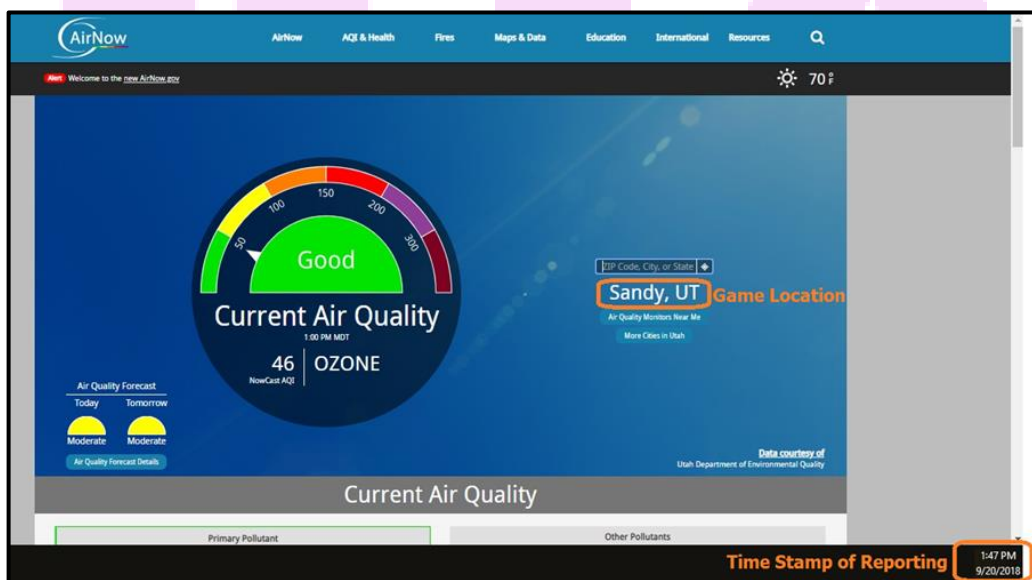 AirNow
AirNow AQI & Health Fires Maps & Data Education International Resources
Alert Welcome to the new AirNow.gov
70 °F
50 100 150 200 300
Good
Current Air Quality
1:00 PM MDT
46 OZONE
NowCast AQI
ZIP Code, City, or State
Sandy, UT Game Location
Air Quality Monitors Near Me
More Cities in Utah
Air Quality Forecast
Today Tomorrow
Moderate Moderate
Air Quality Forecast Details
Data courtesy of
Utah Department of Environmental Quality
Current Air Quality
Primary Pollutant Other Pollutants
Time Stamp of Reporting
1:47 PM
9/20/2018